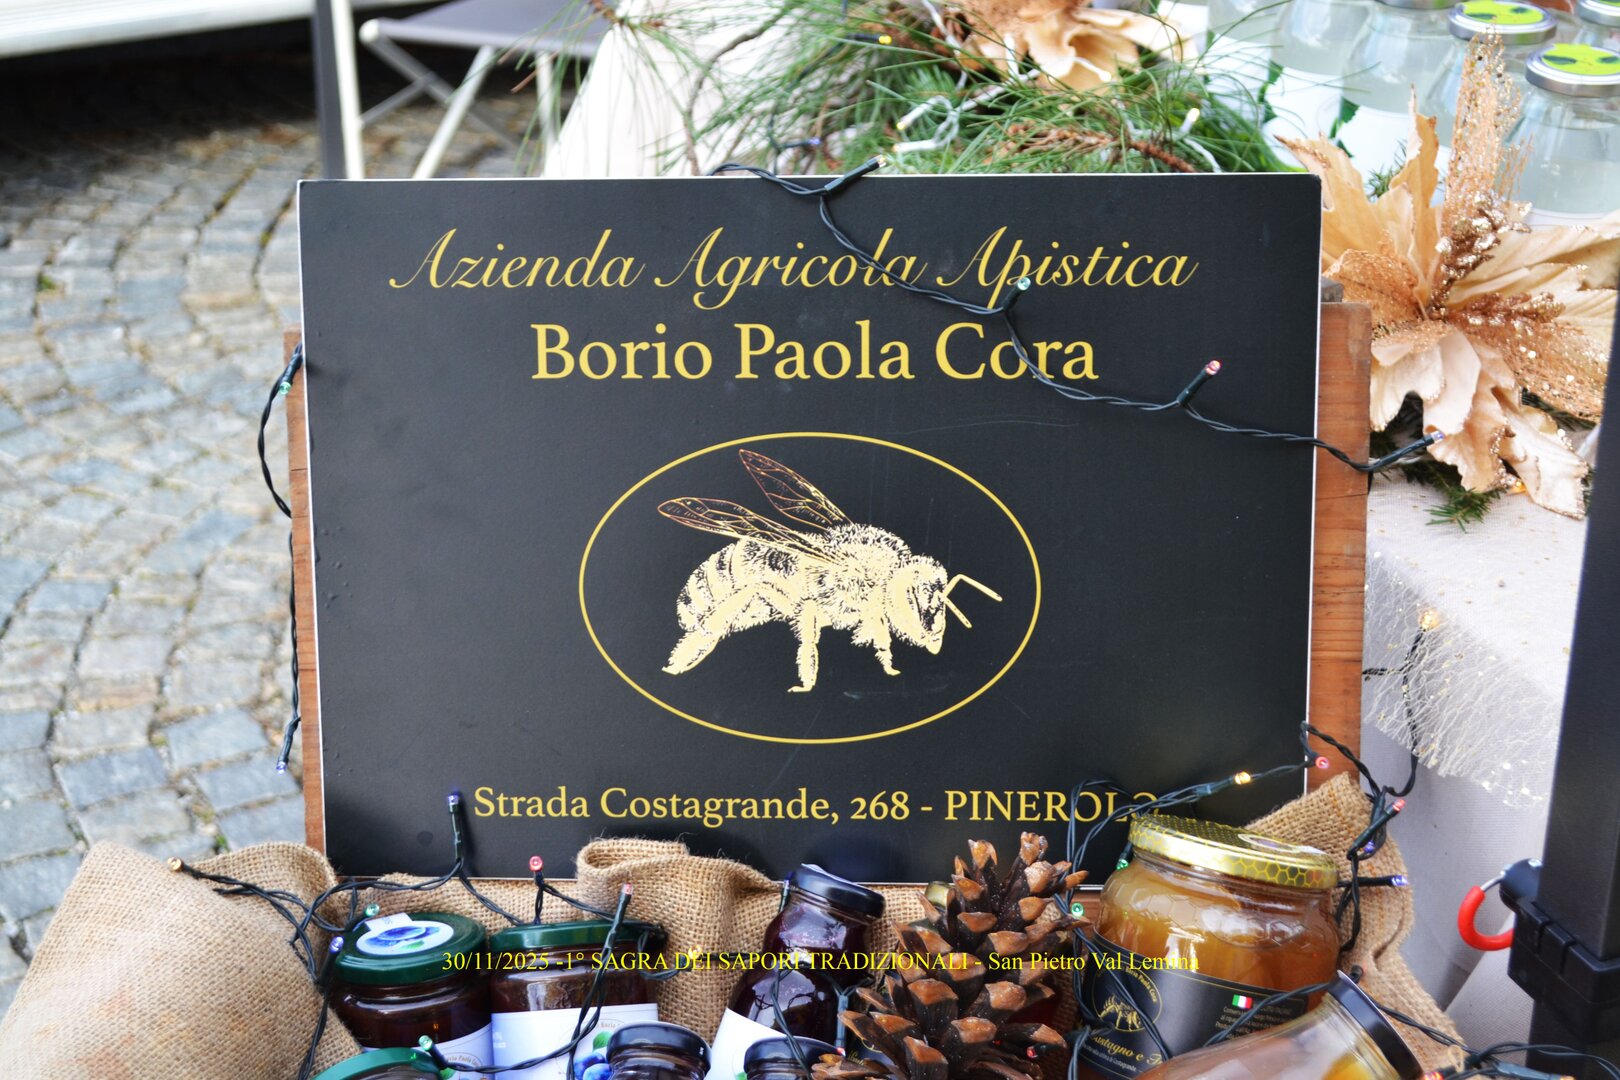 Azienda Agricola Apistica
Borio Paola Cora
Strada Costagrande, 268 - PINEROLO
30/11/2025 -1° SAGRA DEI SAPORI TRADIZIONALI - San Pietro Val Lemina